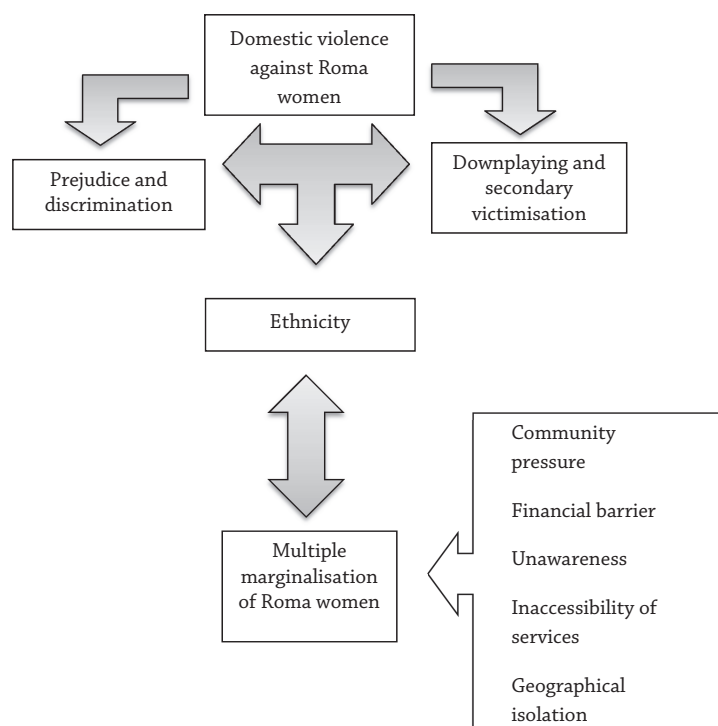 Domestic violence
against Roma
women
Prejudice and
discrimination
Downplaying and
secondary
victimisation
Ethnicity
Multiple
marginalisation
of Roma women
Community
pressure
Financial barrier
Unawareness
Inaccessibility of
services
Geographical
isolation